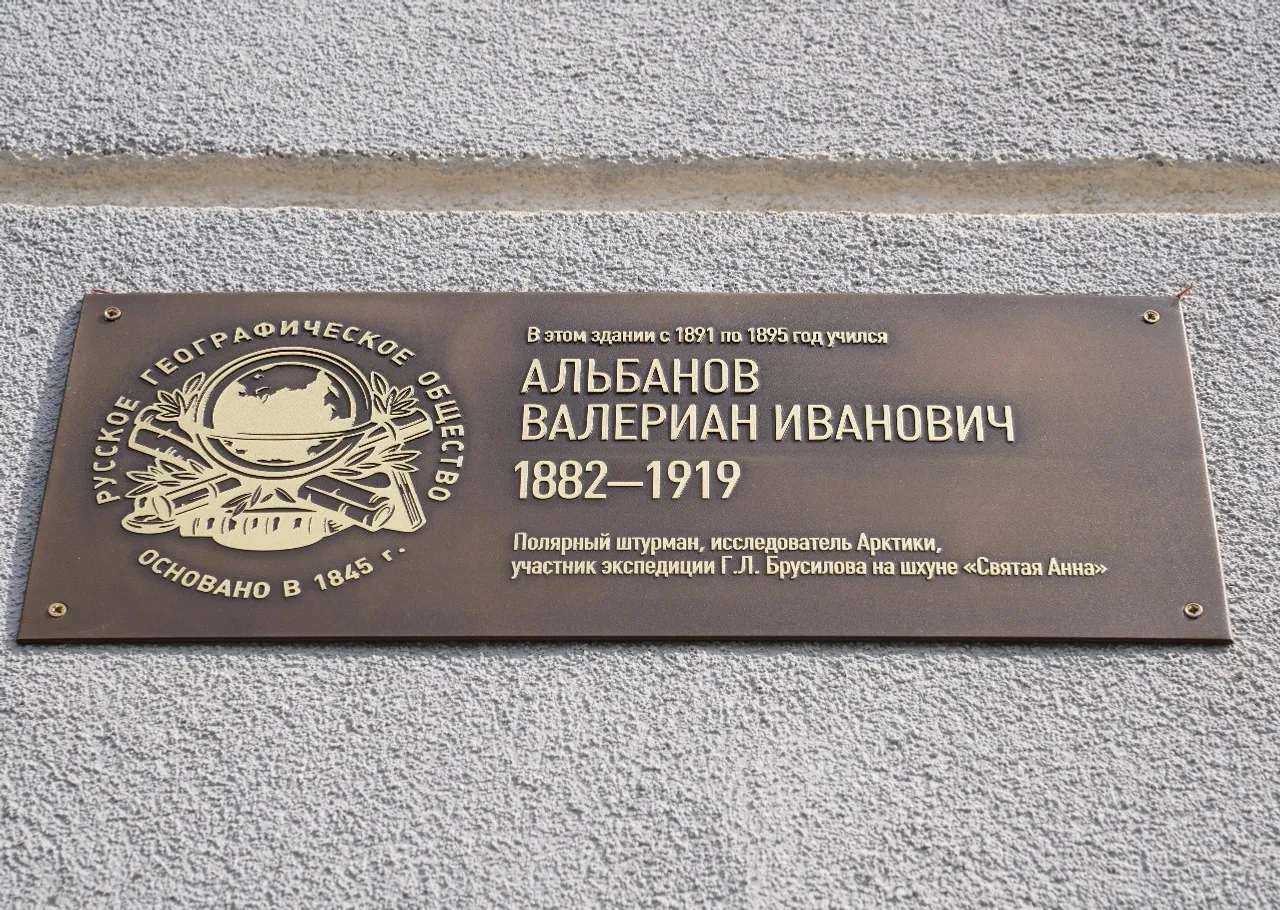 РУССКОЕ ГЕОГРАФИЧЕСКОЕ ОБЩЕСТВО
ОСНОВАНО В 1845 г.
В этом здании с 1891 по 1895 год учился
АЛЬБАНОВ
ВАЛЕРИАН ИВАНОВИЧ
1882—1919
Полярный штурман, исследователь Арктики,
участник экспедиции Г.Л. Брусилова на шхуне «Святая Анна»